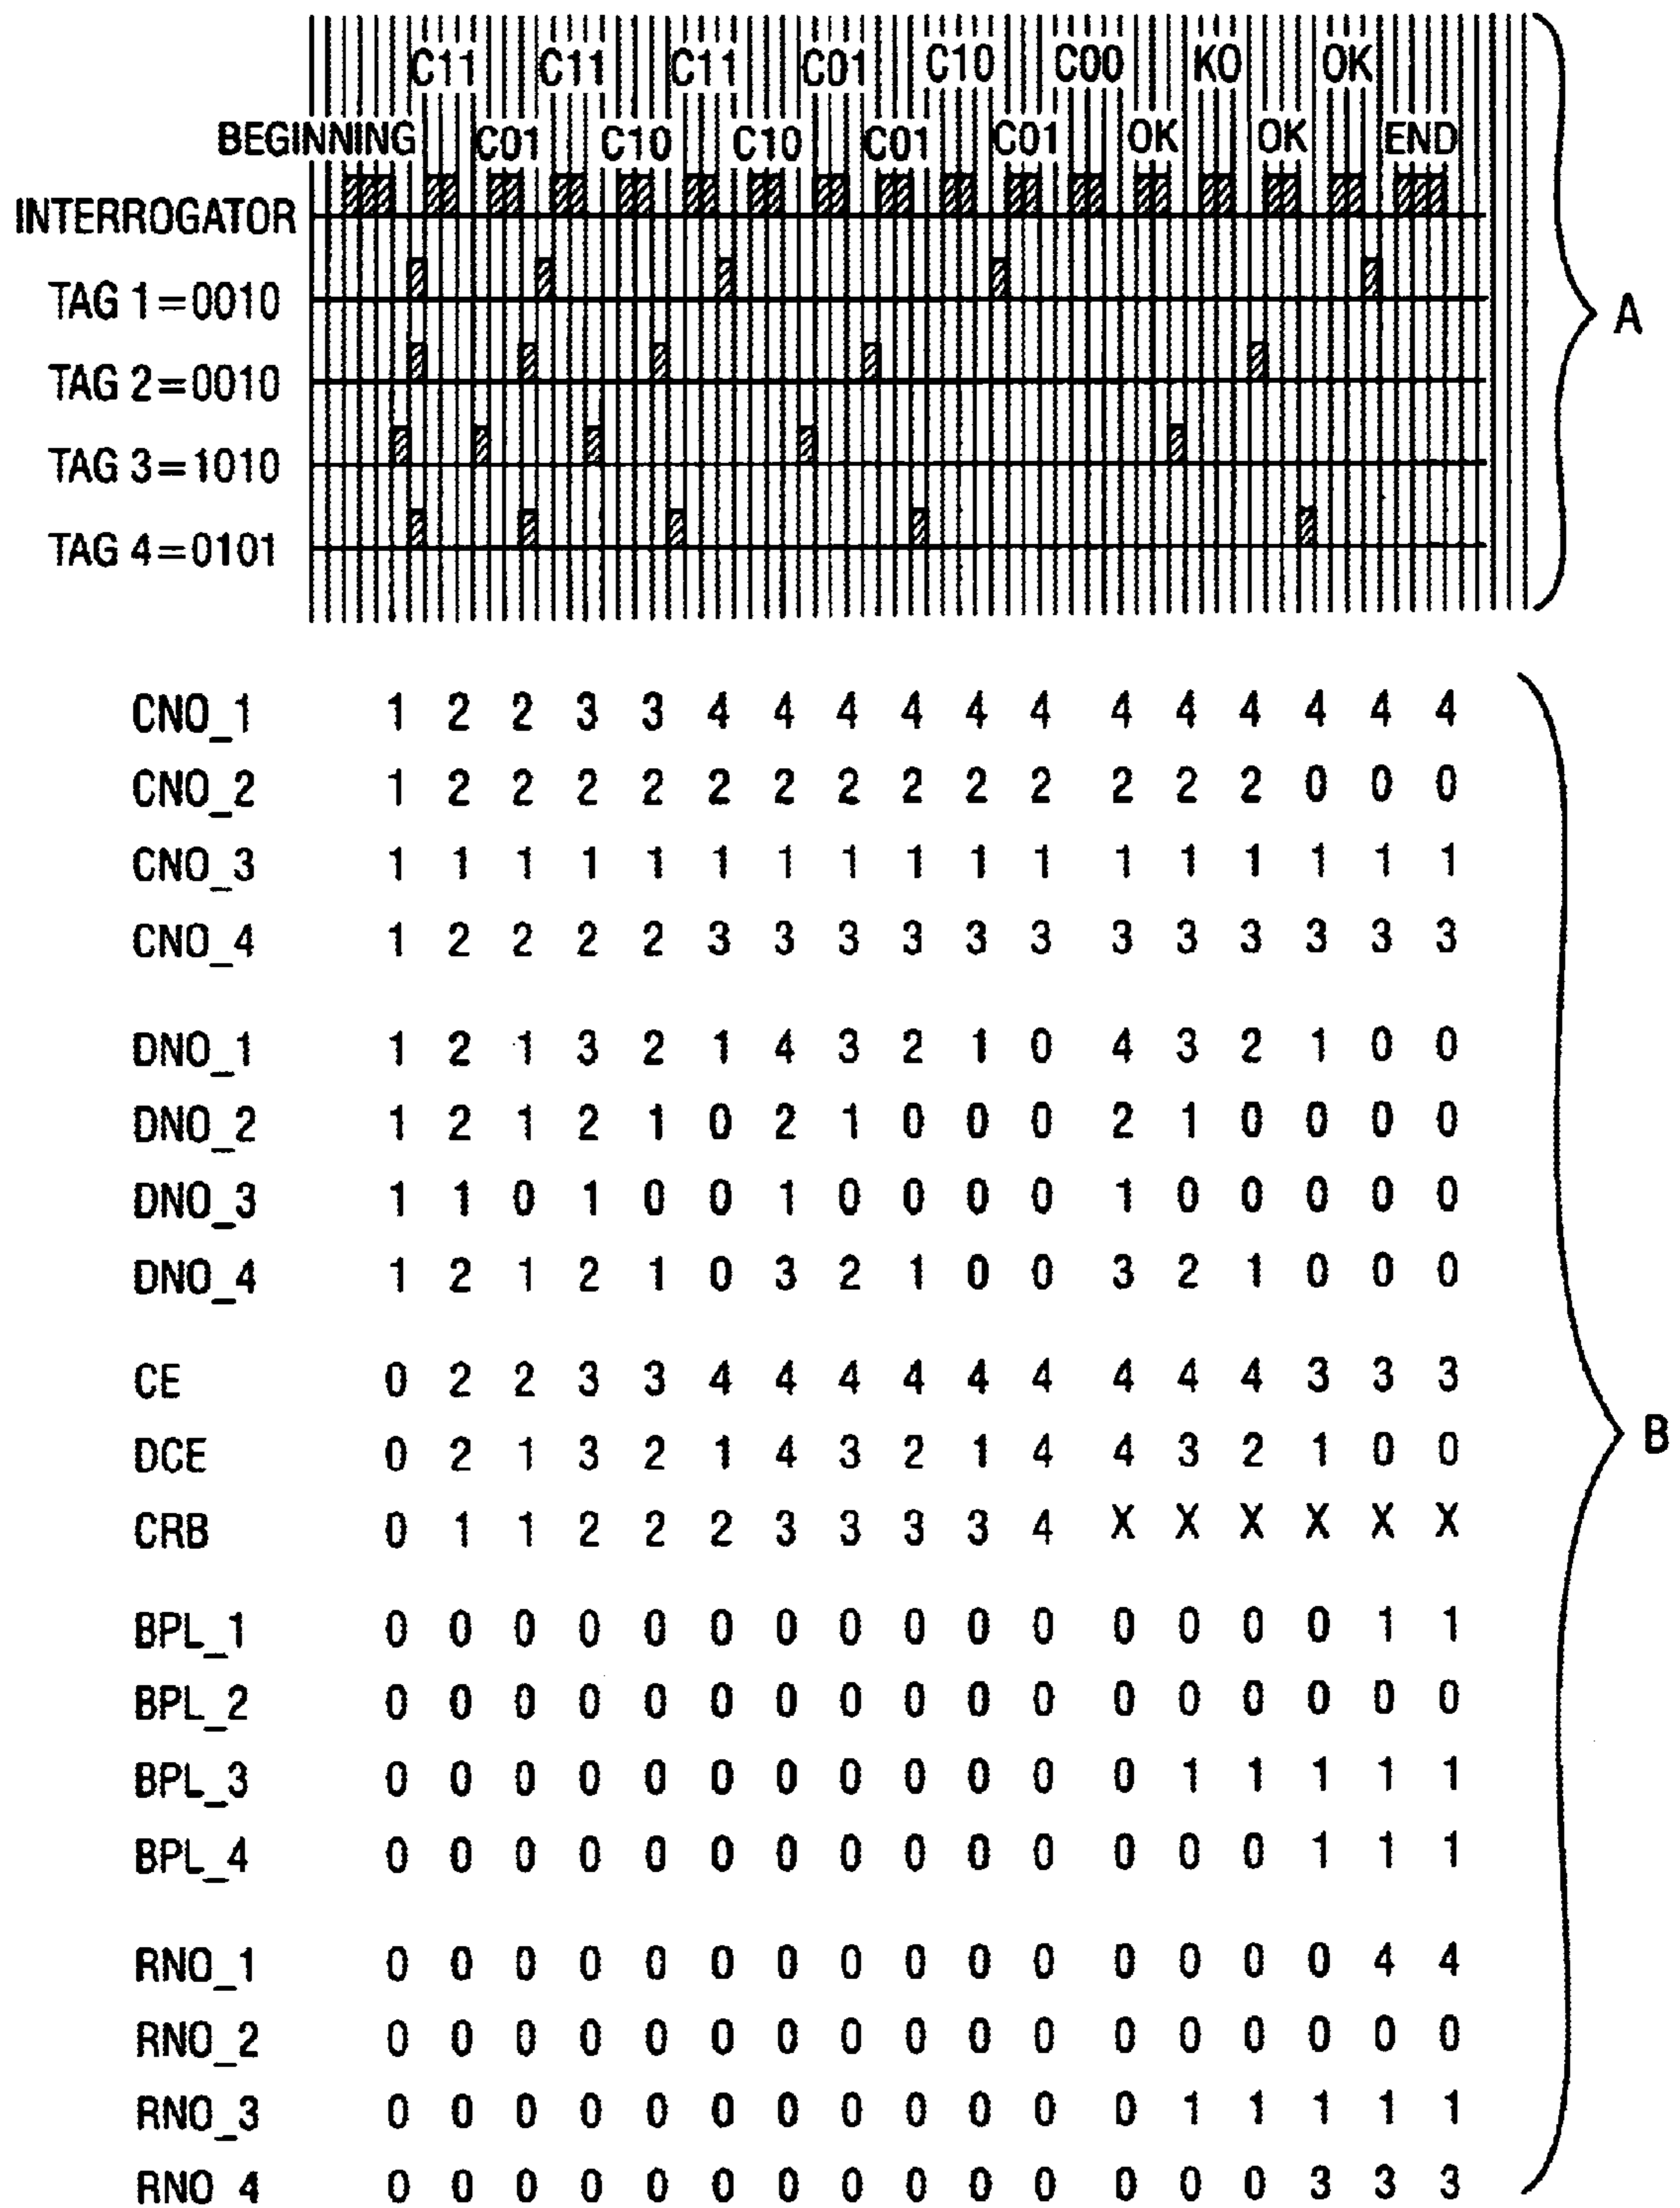 C11 C11 C11 C01 C10 C00 KO OK
BEGINNING C01 C10 C10 C01 C01 OK OK END
INTERROGATOR
TAG 1=0010
A
TAG 2=0010
TAG 3=1010
TAG 4=0101
CNO_1 1 2 2 3 3 4 4 4 4 4 4 4 4 4 4 4 4
CNO_2 1 2 2 2 2 2 2 2 2 2 2 2 2 2 0 0 0
CNO_3 1 1 1 1 1 1 1 1 1 1 1 1 1 1 1 1 1
CNO_4 1 2 2 2 2 3 3 3 3 3 3 3 3 3 3 3 3
DNO_1 1 2 1 3 2 1 4 3 2 1 0 4 3 2 1 0 0
DNO_2 1 2 1 2 1 0 2 1 0 0 0 2 1 0 0 0 0
DNO_3 1 1 0 1 0 0 1 0 0 0 0 1 0 0 0 0 0
DNO_4 1 2 1 2 1 0 3 2 1 0 0 3 2 1 0 0 0
CE 0 2 2 3 3 4 4 4 4 4 4 4 4 4 3 3 3
B
DCE 0 2 1 3 2 1 4 3 2 1 4 4 3 2 1 0 0
CRB 0 1 1 2 2 2 3 3 3 3 4 X X X X X X
BPL_1 0 0 0 0 0 0 0 0 0 0 0 0 0 0 0 1 1
BPL_2 0 0 0 0 0 0 0 0 0 0 0 0 0 0 0 0 0
BPL_3 0 0 0 0 0 0 0 0 0 0 0 0 1 1 1 1 1
BPL_4 0 0 0 0 0 0 0 0 0 0 0 0 0 0 1 1 1
RNO_1 0 0 0 0 0 0 0 0 0 0 0 0 0 0 0 4 4
RNO_2 0 0 0 0 0 0 0 0 0 0 0 0 0 0 0 0 0
RNO_3 0 0 0 0 0 0 0 0 0 0 0 0 1 1 1 1 1
RNO 4 0 0 0 0 0 0 0 0 0 0 0 0 0 0 3 3 3